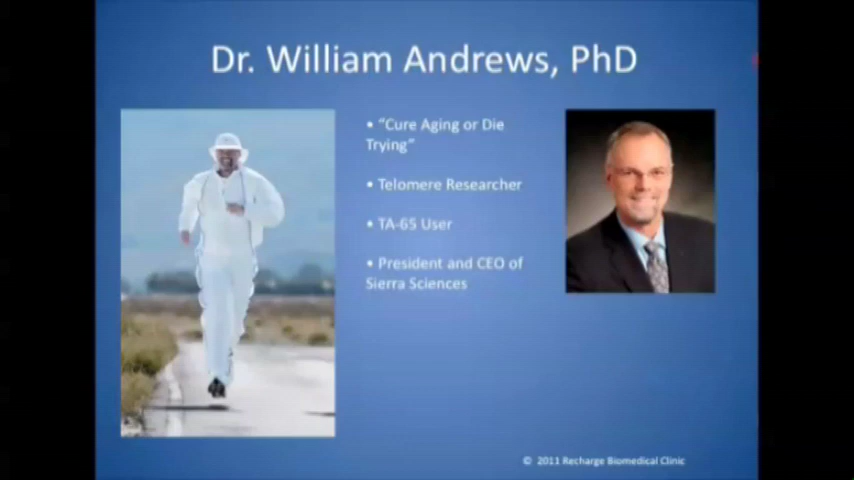 Dr. William Andrews, PhD
• “Cure Aging or Die
Trying”
• Telomere Researcher
• TA-65 User
• President and CEO of
Sierra Sciences
© 2011 Recharge Biomedical Clinic